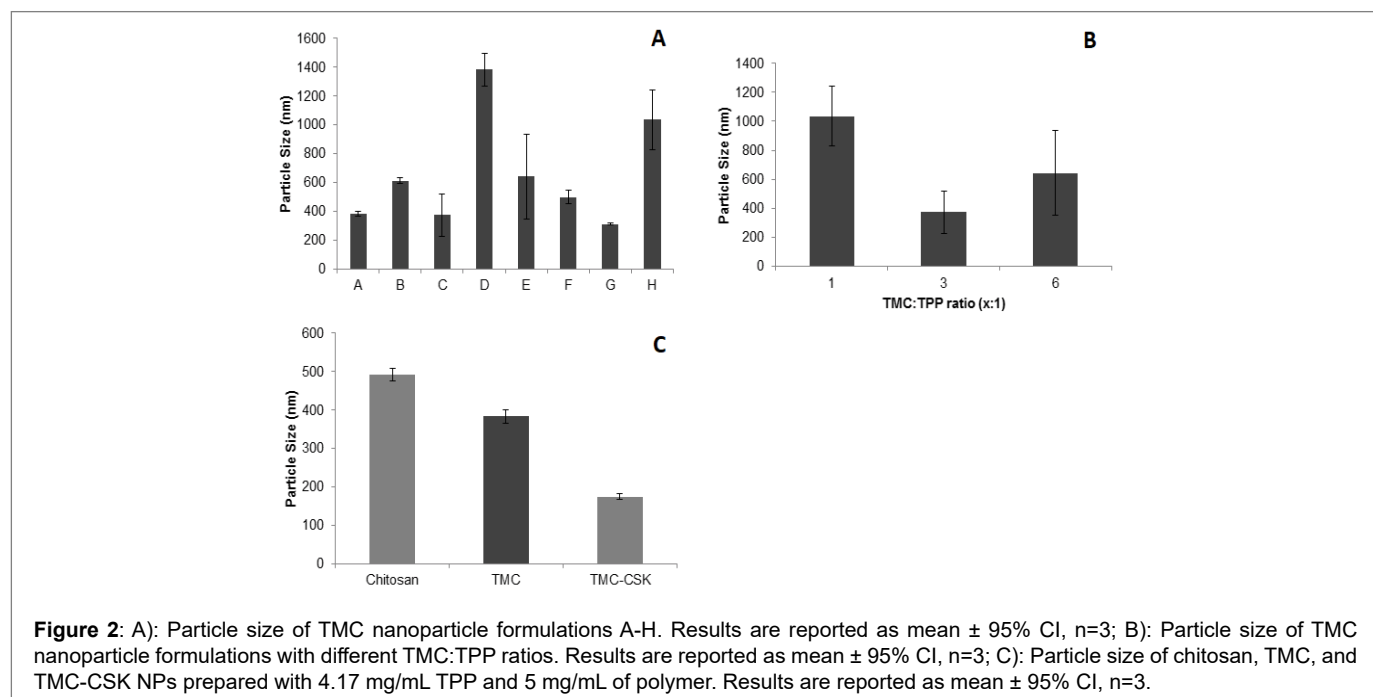 A
Particle Size (nm)
1600
1400
1200
1000
800
600
400
200
0
A B C D E F G H
B
Particle Size (nm)
1400
1200
1000
800
600
400
200
0
1 3 6
TMC:TPP ratio (x:1)
C
Particle Size (nm)
600
500
400
300
200
100
0
Chitosan TMC TMC-CSK
Figure 2: A): Particle size of TMC nanoparticle formulations A-H. Results are reported as mean ± 95% CI, n=3; B): Particle size of TMC
nanoparticle formulations with different TMC:TPP ratios. Results are reported as mean ± 95% CI, n=3; C): Particle size of chitosan, TMC, and
TMC-CSK NPs prepared with 4.17 mg/mL TPP and 5 mg/mL of polymer. Results are reported as mean ± 95% CI, n=3.